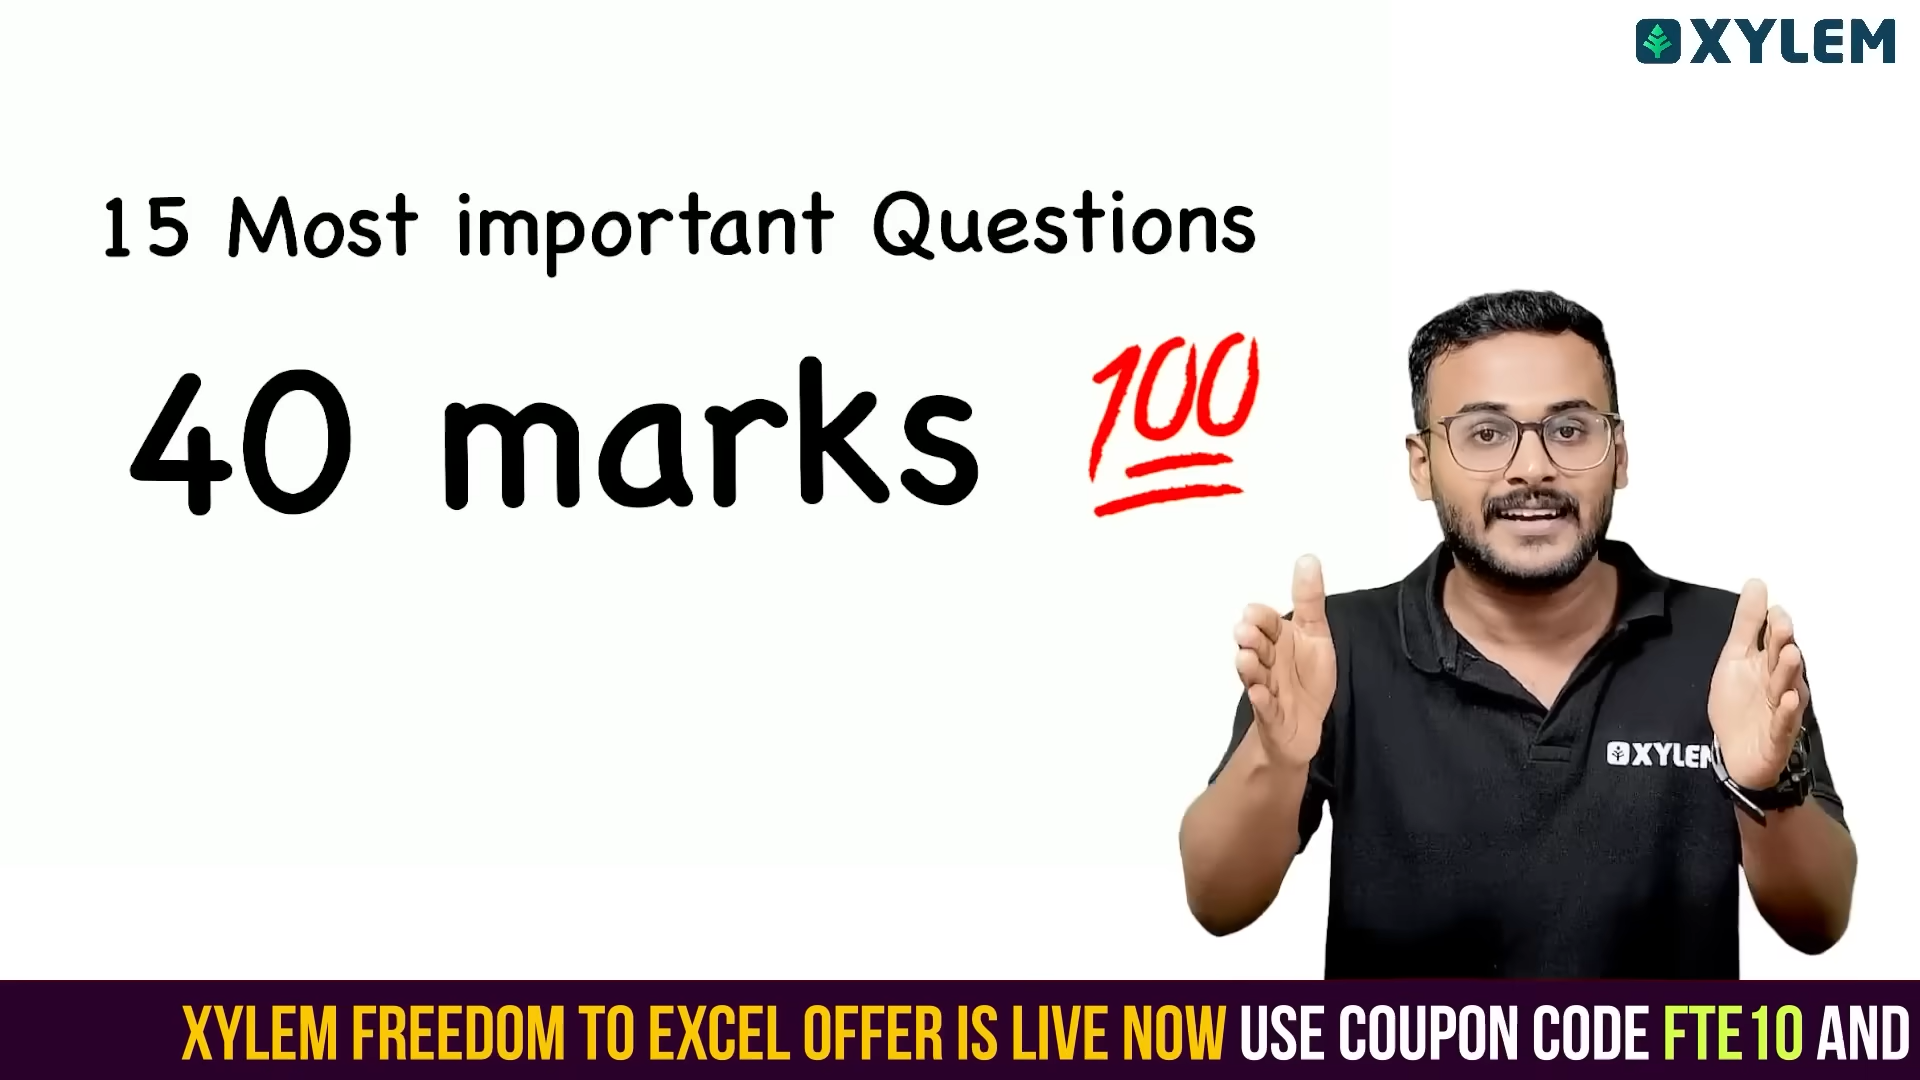 XYLEM
15 Most important Questions
40 marks 💯
XYLEM
XYLEM FREEDOM TO EXCEL OFFER IS LIVE NOW USE COUPON CODE FTE10 AND